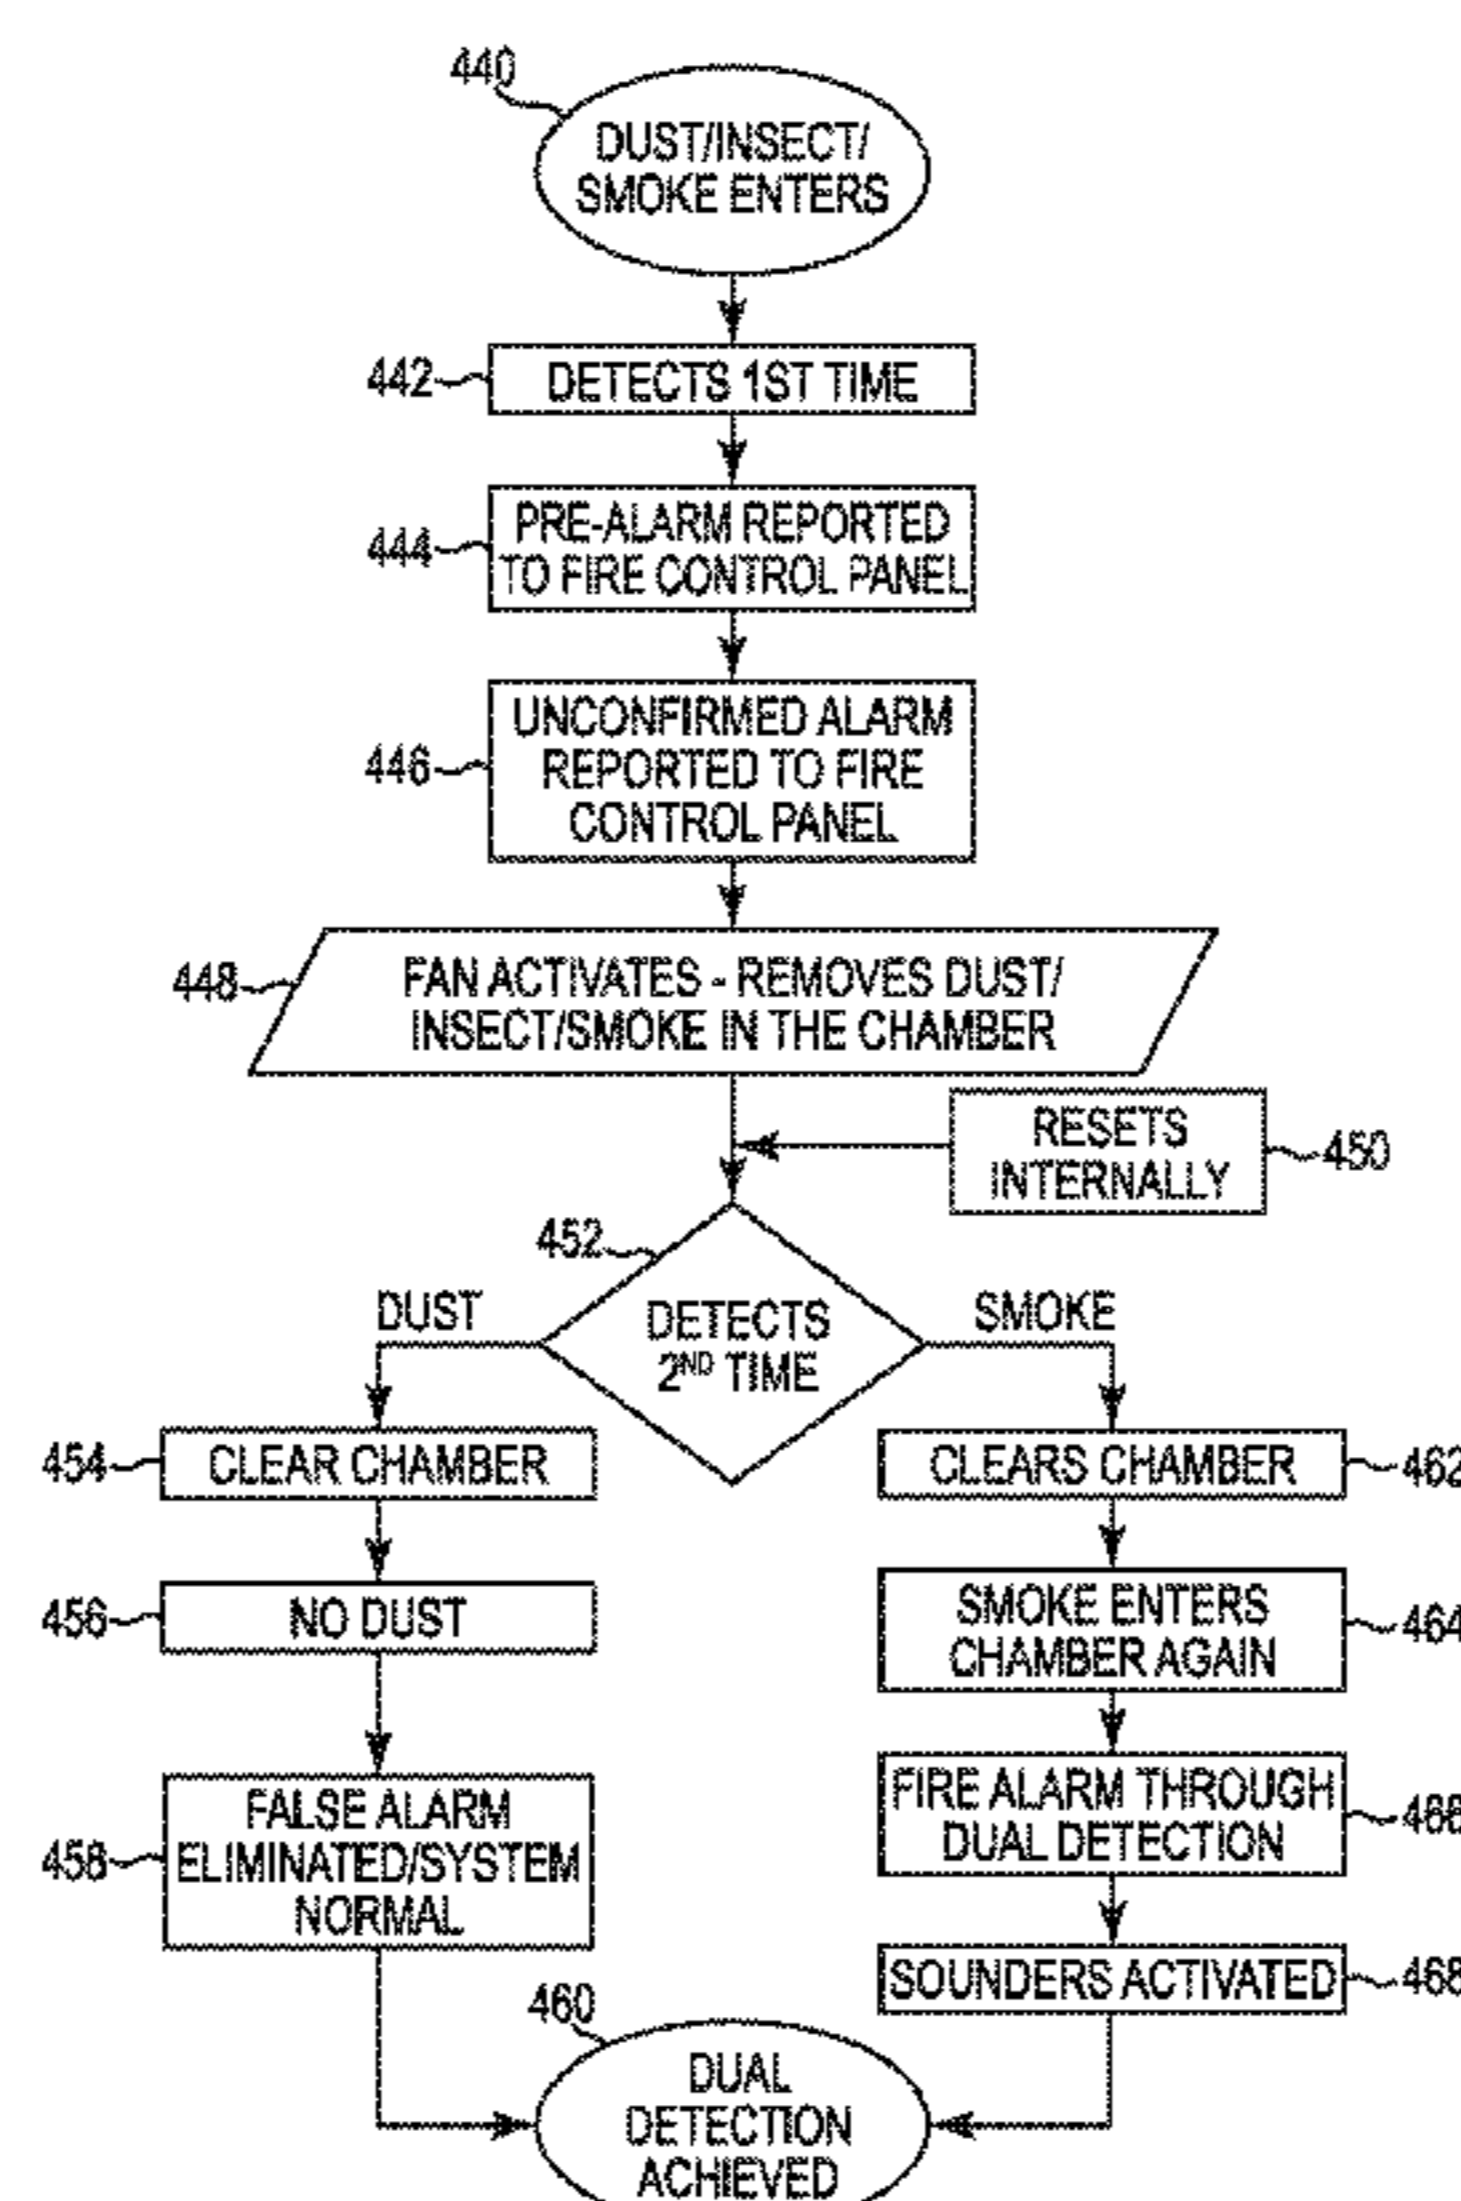 440
DUST/INSECT/
SMOKE ENTERS
442
DETECTS 1ST TIME
444
PRE-ALARM REPORTED
TO FIRE CONTROL PANEL
446
UNCONFIRMED ALARM
REPORTED TO FIRE
CONTROL PANEL
448
FAN ACTIVATES - REMOVES DUST/
INSECT/SMOKE IN THE CHAMBER
RESETS
INTERNALLY
450
452
DETECTS
2ND TIME
DUST
SMOKE
454
CLEAR CHAMBER
456
NO DUST
458
FALSE ALARM
ELIMINATED/SYSTEM
NORMAL
CLEARS CHAMBER
462
SMOKE ENTERS
CHAMBER AGAIN
464
FIRE ALARM THROUGH
DUAL DETECTION
466
SOUNDERS ACTIVATED
468
460
DUAL
DETECTION
ACHIEVED